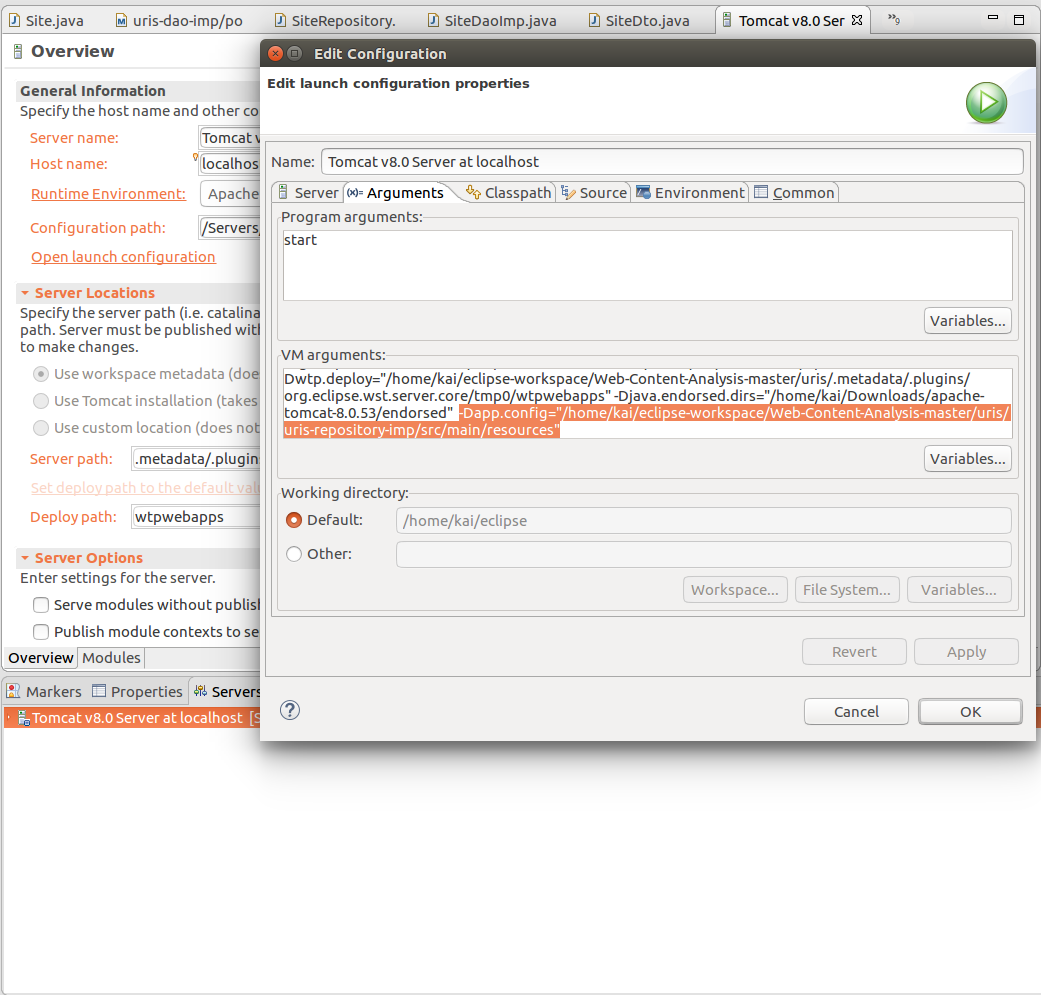 Site.java
uris-dao-imp/po
SiteRepository.
SiteDaoImp.java
SiteDto.java
Tomcat v8.0 Ser
»9
Overview
General Information
Specify the host name and other co
Server name:
Tomcat v
Host name:
localhos
Runtime Environment:
Apache
Configuration path:
/Servers,
Open launch configuration
Server Locations
Specify the server path (i.e. catalina
path. Server must be published with
to make changes.
Use workspace metadata (doe
Use Tomcat installation (takes
Use custom location (does not
Server path:
.metadata/.plugin
Set deploy path to the default val
Deploy path:
wtpwebapps
Server Options
Enter settings for the server.
Serve modules without publish
Publish module contexts to se
Overview
Modules
Markers
Properties
Servers
Tomcat v8.0 Server at localhost [S
Edit Configuration
Edit launch configuration properties
Name:
Tomcat v8.0 Server at localhost
Server
(x)= Arguments
Classpath
Source
Environment
Common
Program arguments:
start
Variables...
VM arguments:
Dwtp.deploy="/home/kai/eclipse-workspace/Web-Content-Analysis-master/uris/.metadata/.plugins/
org.eclipse.wst.server.core/tmp0/wtpwebapps" -Djava.endorsed.dirs="/home/kai/Downloads/apache-
tomcat-8.0.53/endorsed" -Dapp.config="/home/kai/eclipse-workspace/Web-Content-Analysis-master/uris/
uris-repository-imp/src/main/resources"
Variables...
Working directory:
Default:
/home/kai/eclipse
Other:
Workspace...
File System...
Variables...
Revert
Apply
?
Cancel
OK